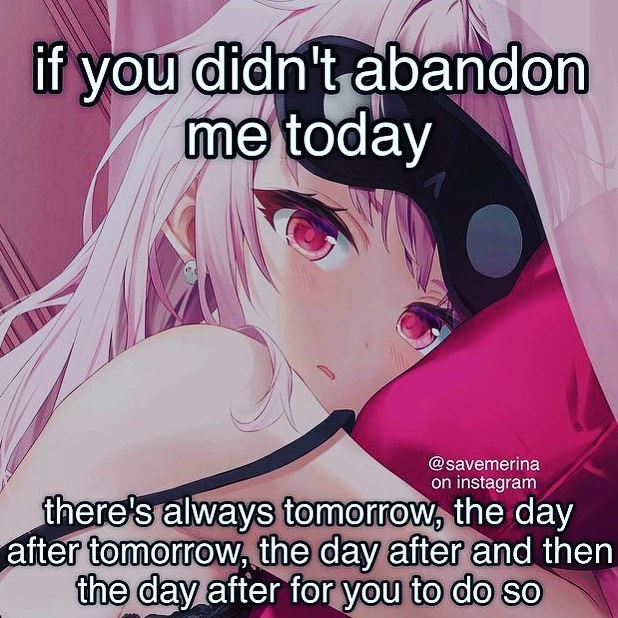 if you didn't abandon
me today
@savemerina
on instagram
there's always tomorrow, the day
after tomorrow, the day after and then
the day after for you to do so